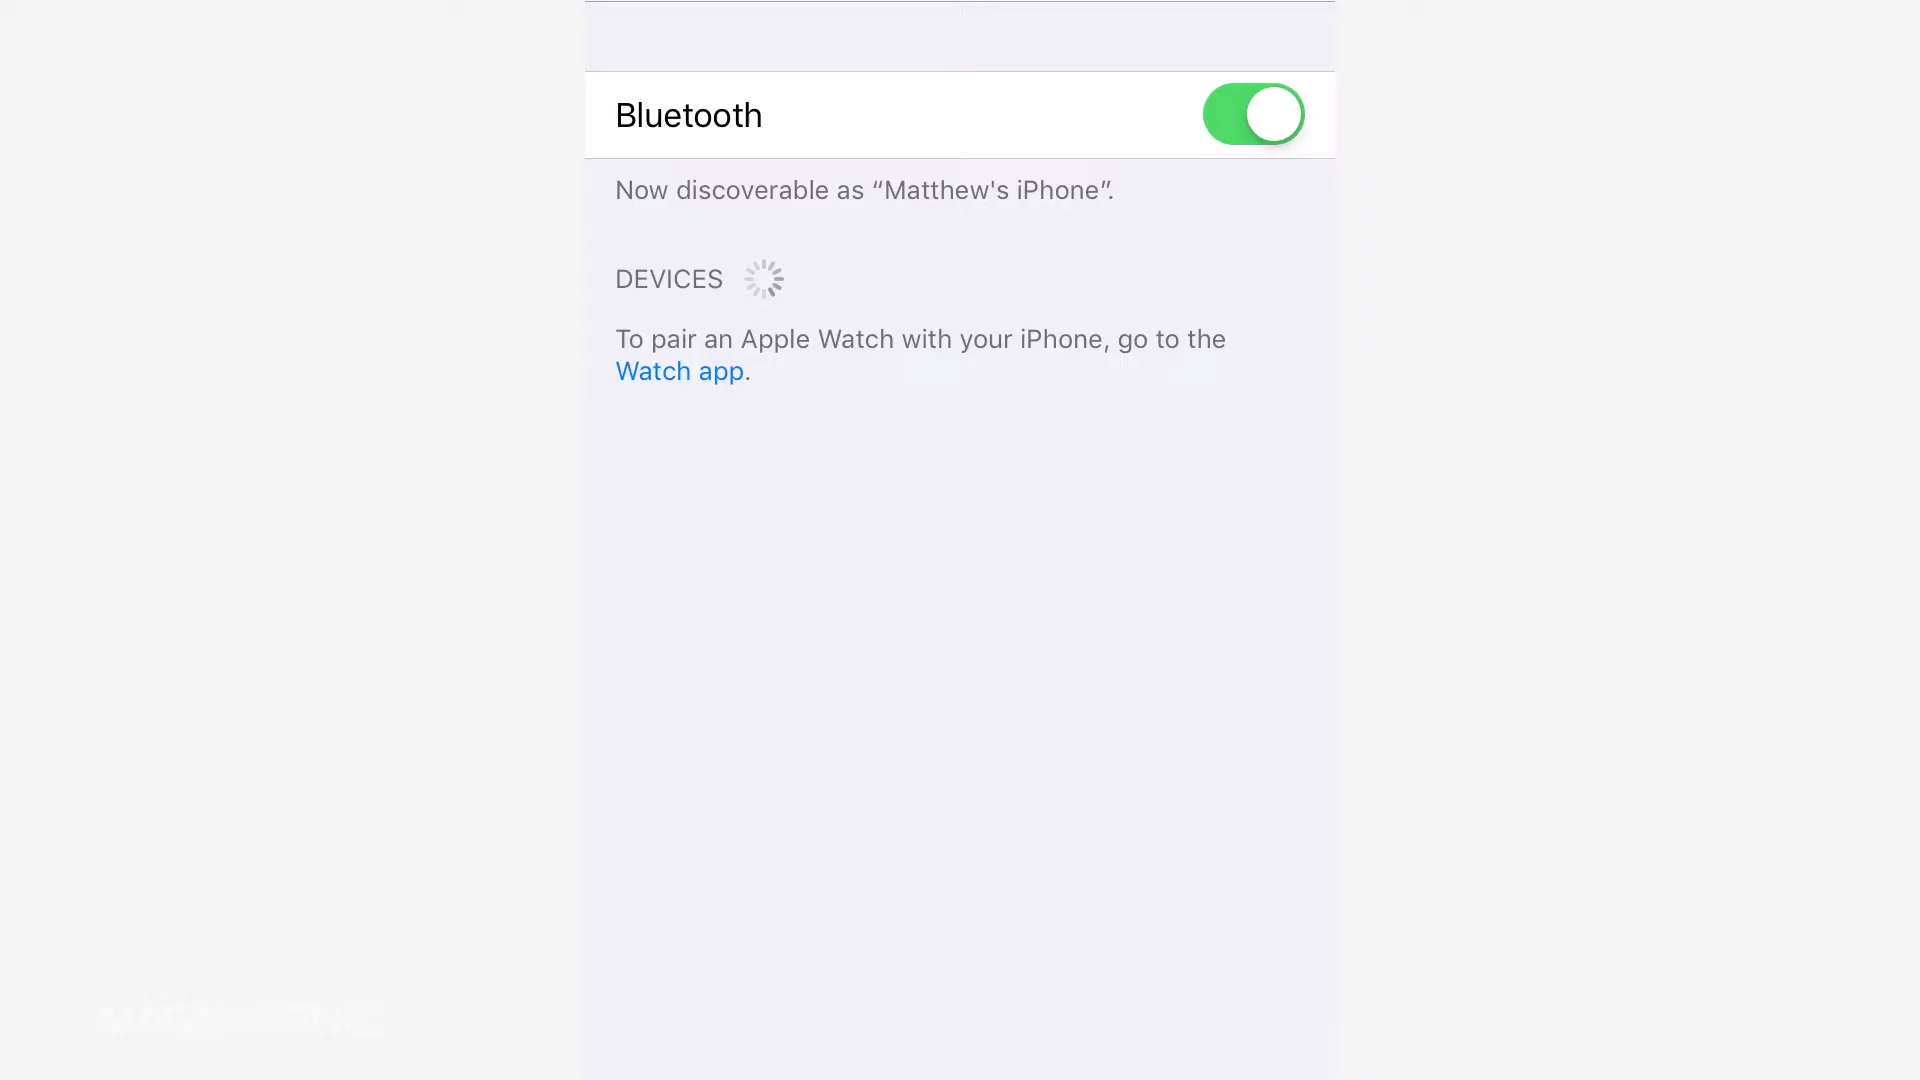 Bluetooth
Now discoverable as “Matthew's iPhone”.
DEVICES
To pair an Apple Watch with your iPhone, go to the
Watch app.